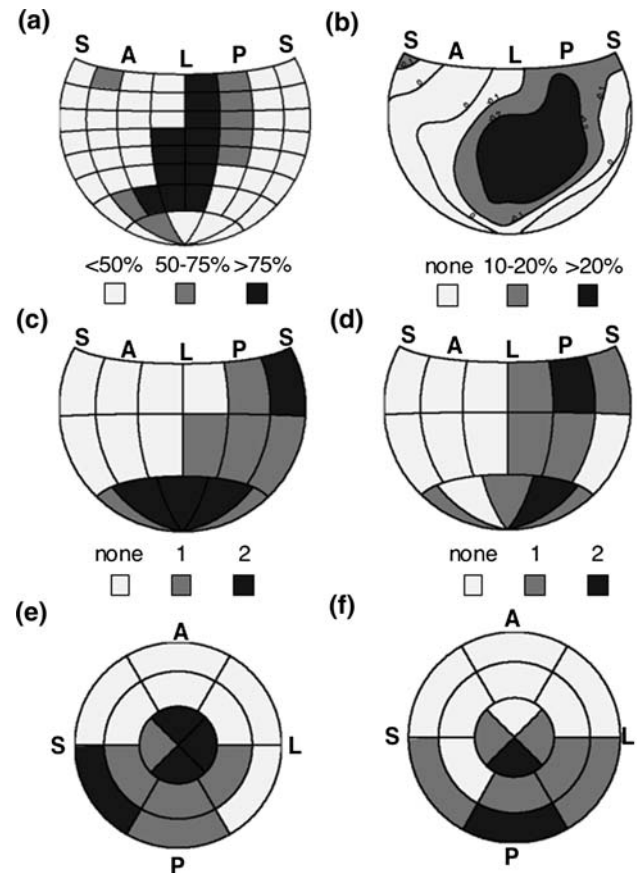 (a) (b)
S A L P S S A L P S
<50% 50-75% >75% none 10-20% >20%
(c) (d)
S A L P S S A L P S
none 1 2 none 1 2
(e) (f)
A A
S L S L
P P